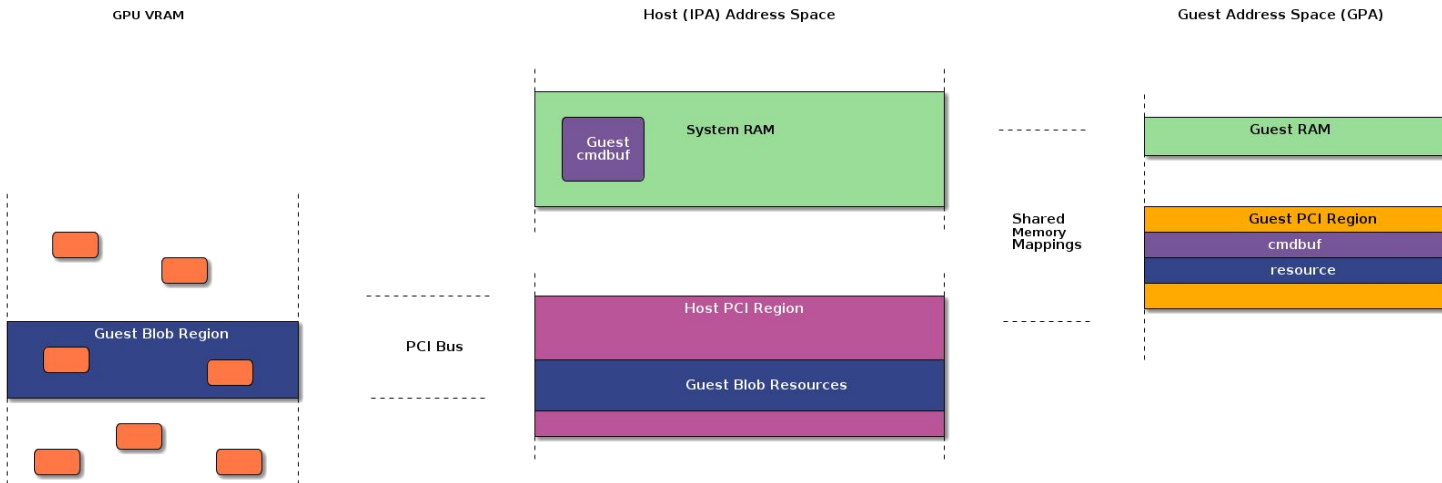 GPU VRAM
Host (IPA) Address Space
Guest Address Space (GPA)
System RAM
Guest
cmdbuf
Guest RAM
Shared
Memory
Mappings
Guest PCI Region
cmdbuf
resource
Host PCI Region
Guest Blob Region
PCI Bus
Guest Blob Resources